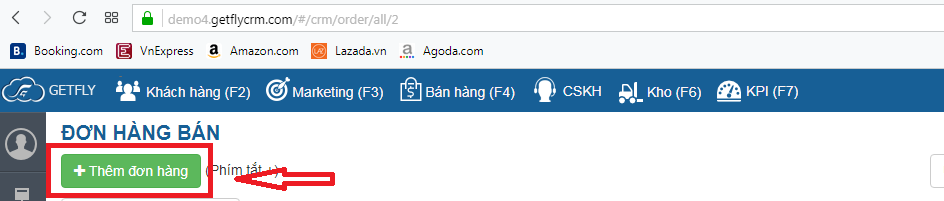 demo4.getflycrm.com/#/crm/order/all/2
Booking.com VnExpress Amazon.com Lazada.vn Agoda.com
GETFLY Khách hàng (F2) Marketing (F3) Bán hàng (F4) CSKH Kho (F6) KPI (F7)
ĐƠN HÀNG BÁN
+ Thêm đơn hàng (Phím tắt +)